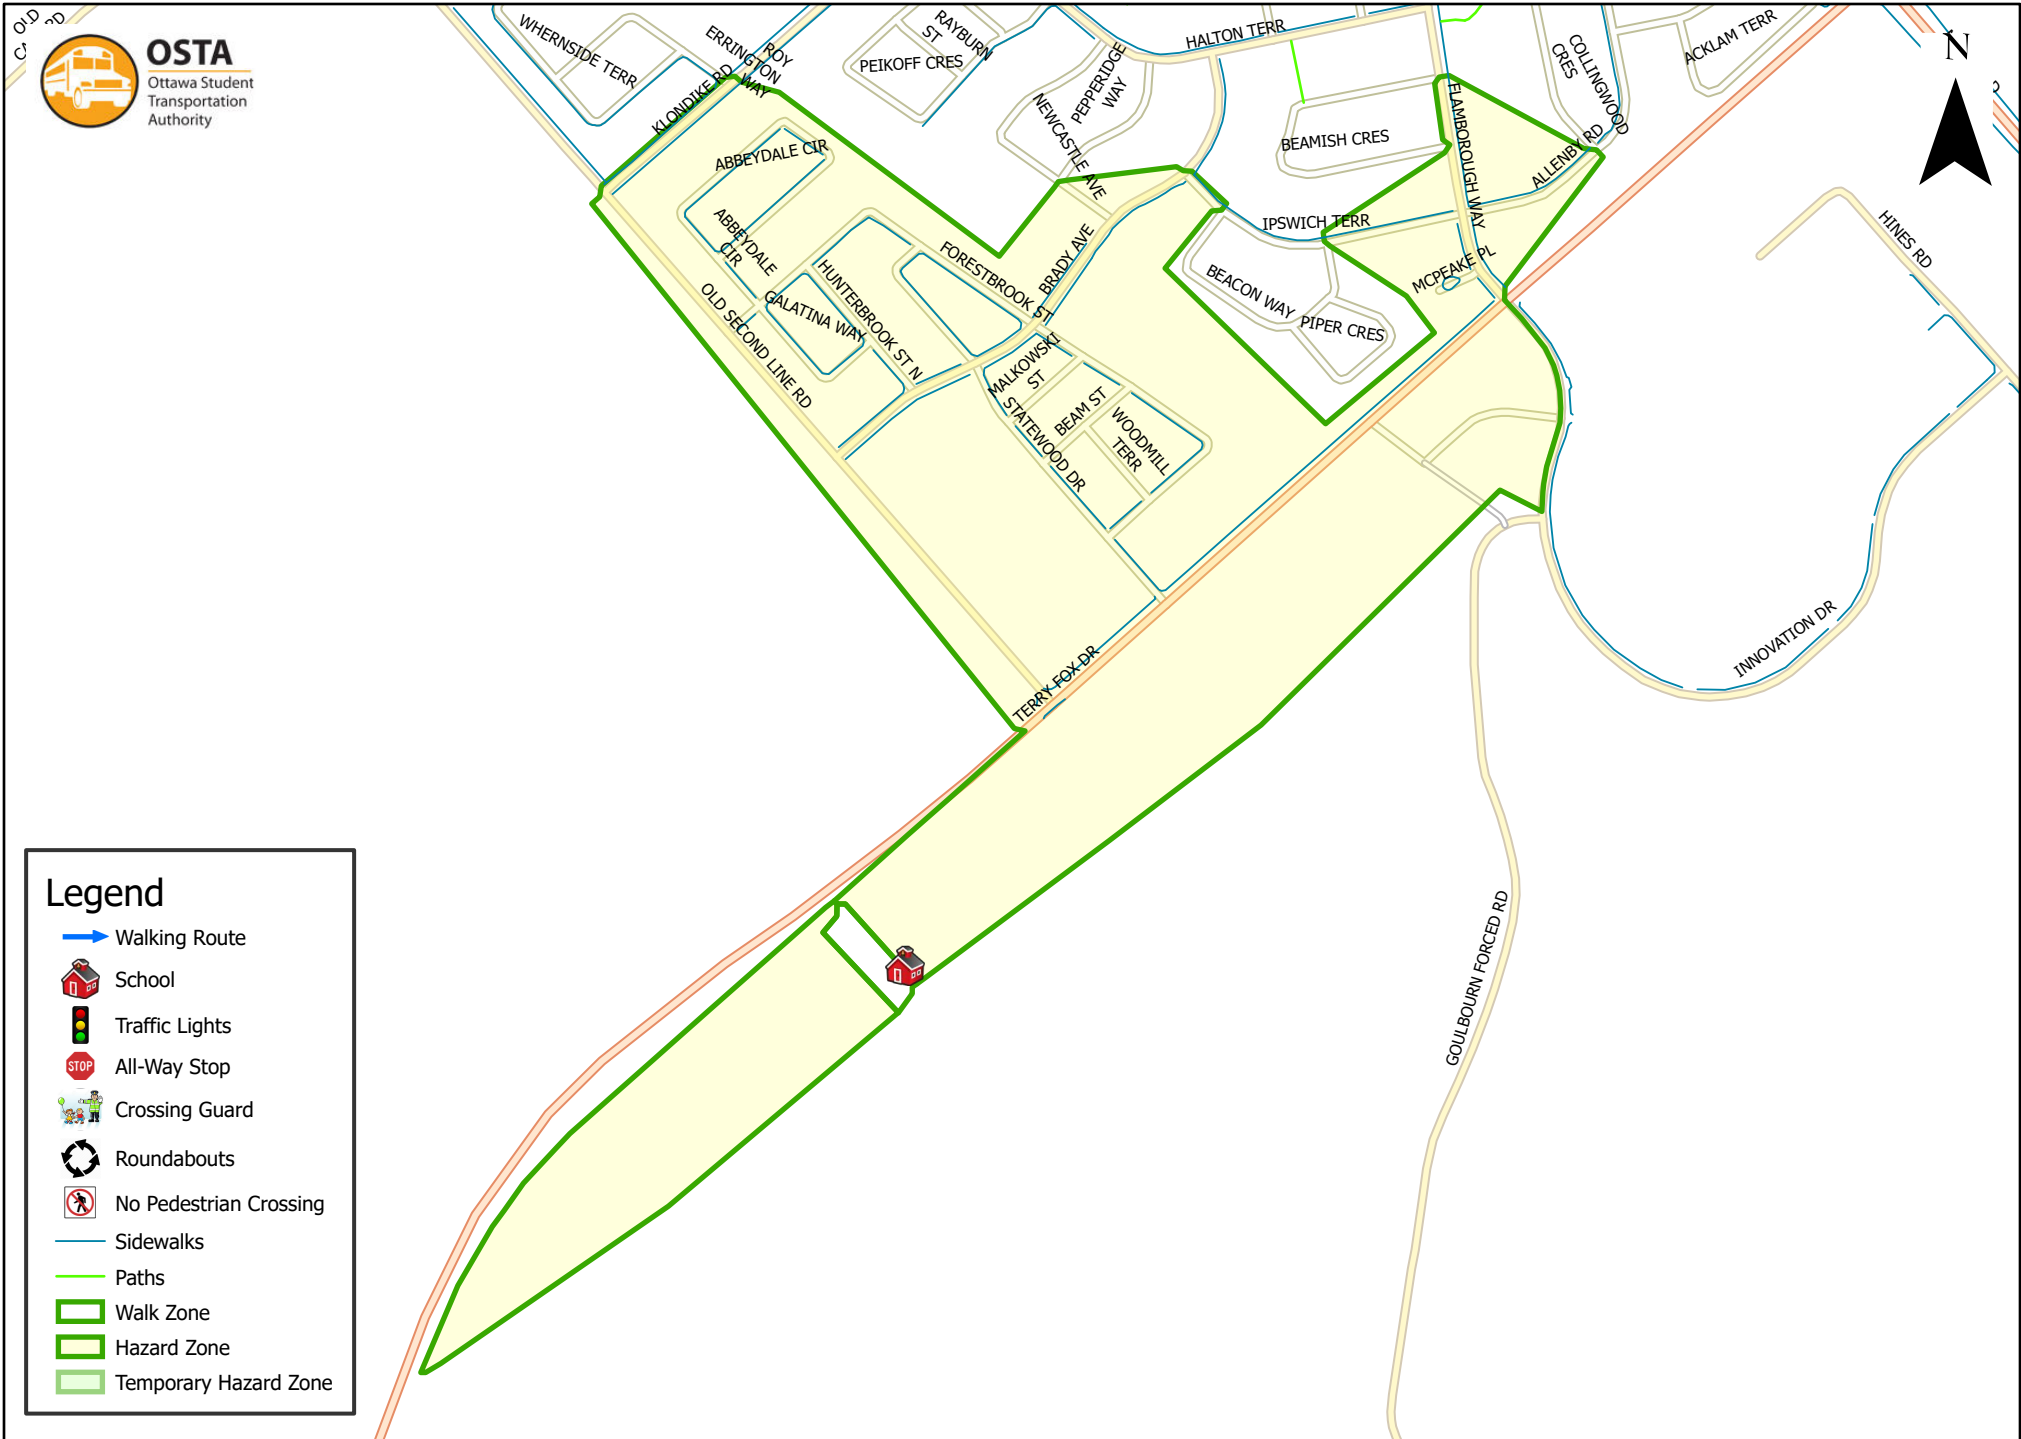 OLD
RD
OSTA
Ottawa Student
Transportation
Authority
WHERNSIDE TERR
ERRINGTON
ROY
WAY
KLONDIKE RD
RAYBURN
ST
PEIKOFF CRES
PEPPERIDGE
WAY
NEWCASTLE AVE
HALTON TERR
BEAMISH CRES
FLAMBOROUGH WAY
COLLINGWOOD
CRES
ACKLAM TERR
ALLENBY RD
N
HINES RD
ABBEYDALE CIR
ABBEYDALE
CIR
GALATINA WAY
HUNTERBROOK ST N
FORESTBROOK ST
BRADY AVE
IPSWICH TERR
BEACON WAY
PIPER CRES
MCPEAKE PL
OLD SECOND LINE RD
MALKOWSKI
ST
BEAM ST
STATEWOOD DR
WOODMILL
TERR
TERRY FOX DR
INNOVATION DR
GOULBOURN FORCED RD
Legend
Walking Route
School
Traffic Lights
STOP
All-Way Stop
Crossing Guard
Roundabouts
No Pedestrian Crossing
Sidewalks
Paths
Walk Zone
Hazard Zone
Temporary Hazard Zone